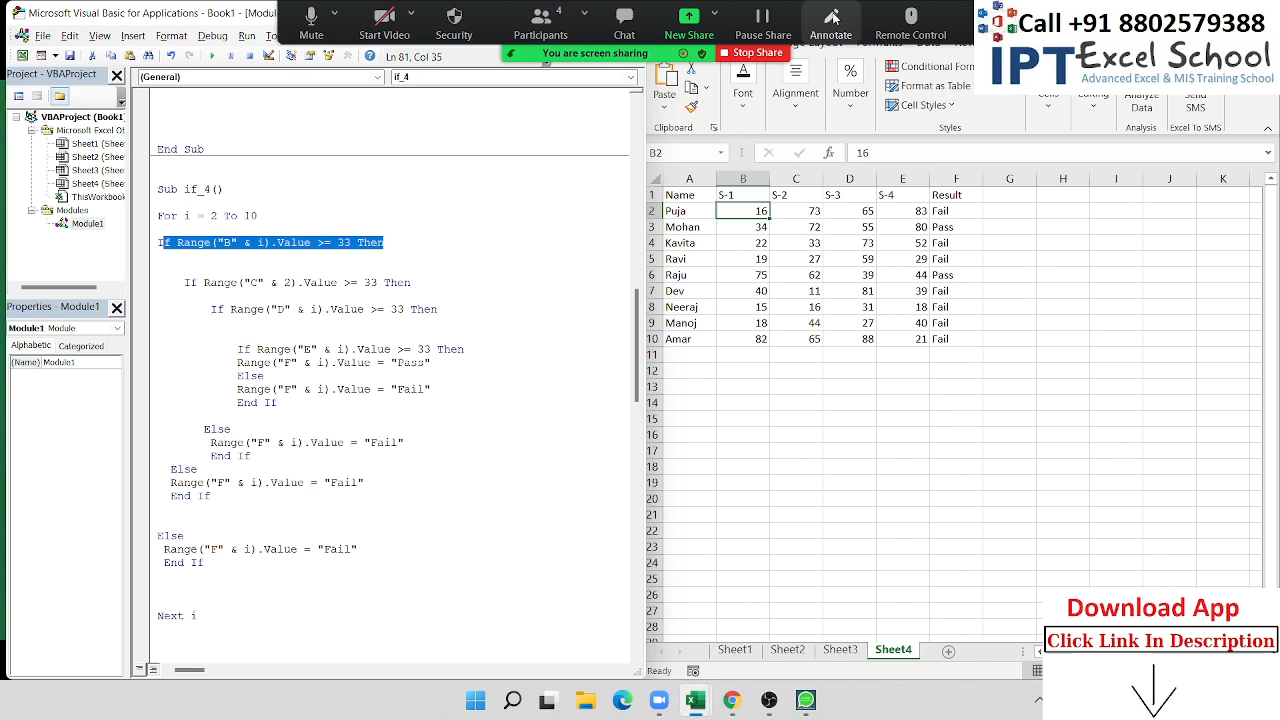 Microsoft Visual Basic for Applications - Book1 - [Modul
Mute
Start Video
Security
4
Participants
Chat
New Share
Pause Share
Annotate
Remote Control
You are screen sharing
Stop Share
Call +91 8802579388
IPT Excel School
Advanced Excel & MIS Training School
File Edit View Insert Format Debug Run
Ln 81, Col 35
Project - VBAProject
(General)
if_4
VBAProject (Book1)
Microsoft Excel Ob
Sheet1 (Shee
Sheet2 (Shee
Sheet3 (Shee
Sheet4 (Shee
ThisWorkbook
Modules
Module1
Properties - Module1
Module1 Module
Alphabetic Categorized
(Name) Module1
End Sub
Sub if_4()
For i = 2 To 10
If Range("B" & i).Value >= 33 Then
If Range("C" & 2).Value >= 33 Then
If Range("D" & i).Value >= 33 Then
If Range("E" & i).Value >= 33 Then
Range("F" & i).Value = "Pass"
Else
Range("F" & i).Value = "Fail"
End If
Else
Range("F" & i).Value = "Fail"
End If
Else
Range("F" & i).Value = "Fail"
End If
Else
Range("F" & i).Value = "Fail"
End If
Next i
Paste
Font
Alignment
Number
Conditional Form
Format as Table
Cell Styles
Cells
Editing
Analyze
Data
Send
SMS
Clipboard
Styles
Analysis
Excel To SMS
B2
fx
16
A B C D E F G H I J K
1 Name S-1 S-2 S-3 S-4 Result
2 Puja 16 73 65 83 Fail
3 Mohan 34 72 55 80 Pass
4 Kavita 22 33 73 52 Fail
5 Ravi 19 27 59 29 Fail
6 Raju 75 62 39 44 Pass
7 Dev 40 11 81 39 Fail
8 Neeraj 15 16 31 18 Fail
9 Manoj 18 44 27 40 Fail
10 Amar 82 65 88 21 Fail
11
12
13
14
15
16
17
18
19
20
21
22
23
24
25
26
27
28
Sheet1 Sheet2 Sheet3 Sheet4
Ready
Download App
Click Link In Description